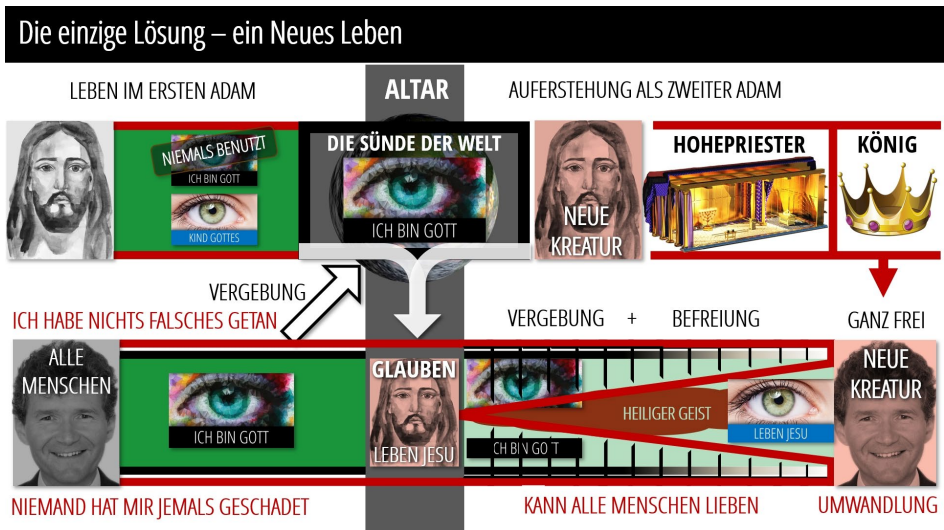 Die einzige Lösung – ein Neues Leben
LEBEN IM ERSTEN ADAM
ALTAR
AUFERSTEHUNG ALS ZWEITER ADAM
NIEMALS BENUTZT
ICH BIN GOTT
KIND GOTTES
DIE SÜNDE DER WELT
ICH BIN GOTT
NEUE
KREATUR
HOHEPRIESTER
KÖNIG
VERGEBUNG
ICH HABE NICHTS FALSCHES GETAN
VERGEBUNG + BEFREIUNG
GANZ FREI
ALLE
MENSCHEN
ICH BIN GOTT
GLAUBEN
LEBEN JESU
ICH BIN GOTT
HEILIGER GEIST
LEBEN JESU
NEUE
KREATUR
NIEMAND HAT MIR JEMALS GESCHADET
KANN ALLE MENSCHEN LIEBEN
UMWANDLUNG